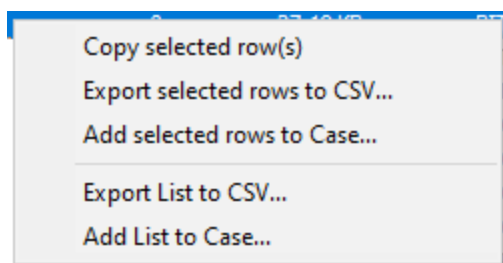 Copy selected row(s)
Export selected rows to CSV...
Add selected rows to Case...
Export List to CSV...
Add List to Case...